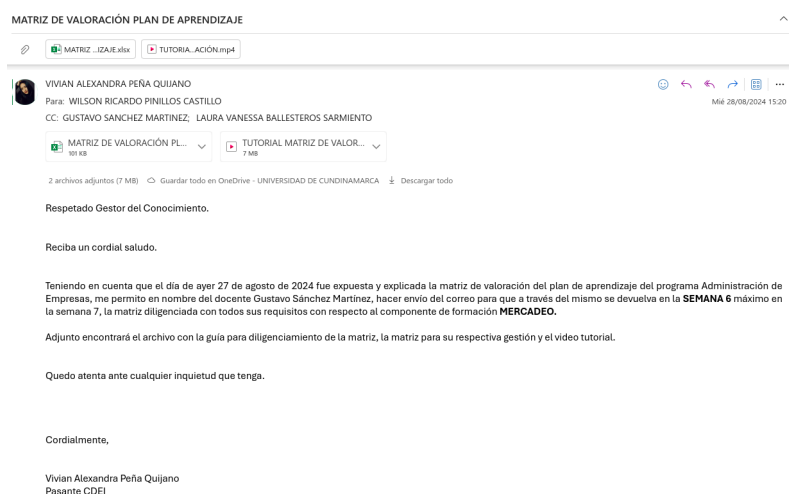 MATRIZ DE VALORACIÓN PLAN DE APRENDIZAJE
MATRIZ ...IZAJE.xlsx TUTORIA...ACIÓN.mp4
VIVIAN ALEXANDRA PEÑA QUIJANO
Para: WILSON RICARDO PINILLOS CASTILLO
Mié 28/08/2024 15:20
CC: GUSTAVO SANCHEZ MARTINEZ; LAURA VANESSA BALLESTEROS SARMIENTO
MATRIZ DE VALORACIÓN PL... TUTORIAL MATRIZ DE VALOR...
101 KB 7 MB
2 archivos adjuntos (7 MB) Guardar todo en OneDrive - UNIVERSIDAD DE CUNDINAMARCA Descargar todo
Respetado Gestor del Conocimiento.
Reciba un cordial saludo.
Teniendo en cuenta que el día de ayer 27 de agosto de 2024 fue expuesta y explicada la matriz de valoración del plan de aprendizaje del programa Administración de
Empresas, me permito en nombre del docente Gustavo Sánchez Martínez, hacer envío del correo para que a través del mismo se devuelva en la SEMANA 6 máximo en
la semana 7, la matriz diligenciada con todos sus requisitos con respecto al componente de formación MERCADEO.
Adjunto encontrará el archivo con la guía para diligenciamiento de la matriz, la matriz para su respectiva gestión y el video tutorial.
Quedo atenta ante cualquier inquietud que tenga.
Cordialmente,
Vivian Alexandra Peña Quijano
Pasante CDEI